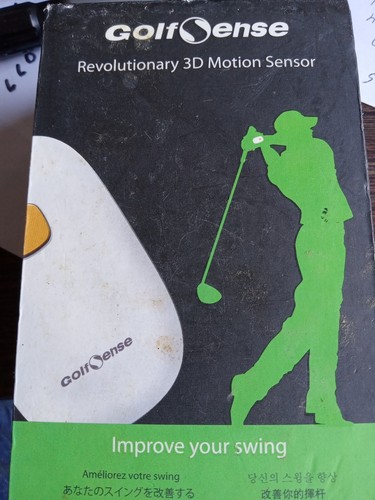 GolfSense
Revolutionary 3D Motion Sensor
GolfSense
Improve your swing
Améliorez votre swing
당신의 스윙을 향상
あなたのスイングを改善する
改善你的揮杆